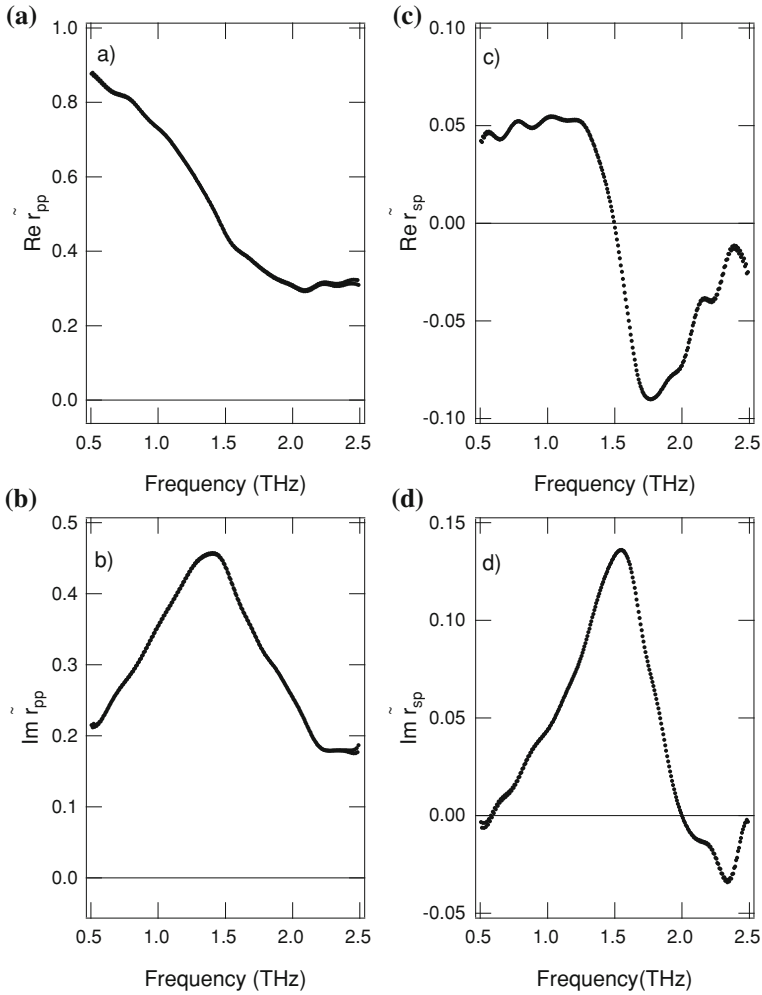 (a)
a)
1.0
0.8
0.6
0.4
0.2
0.0
Re r̃pp
0.5 1.0 1.5 2.0 2.5
Frequency (THz)
(c)
c)
0.10
0.05
0.00
-0.05
-0.10
Re r̃sp
0.5 1.0 1.5 2.0 2.5
Frequency (THz)
(b)
b)
0.5
0.4
0.3
0.2
0.1
0.0
Im r̃pp
0.5 1.0 1.5 2.0 2.5
Frequency (THz)
(d)
d)
0.15
0.10
0.05
0.00
-0.05
Im r̃sp
0.5 1.0 1.5 2.0 2.5
Frequency(THz)